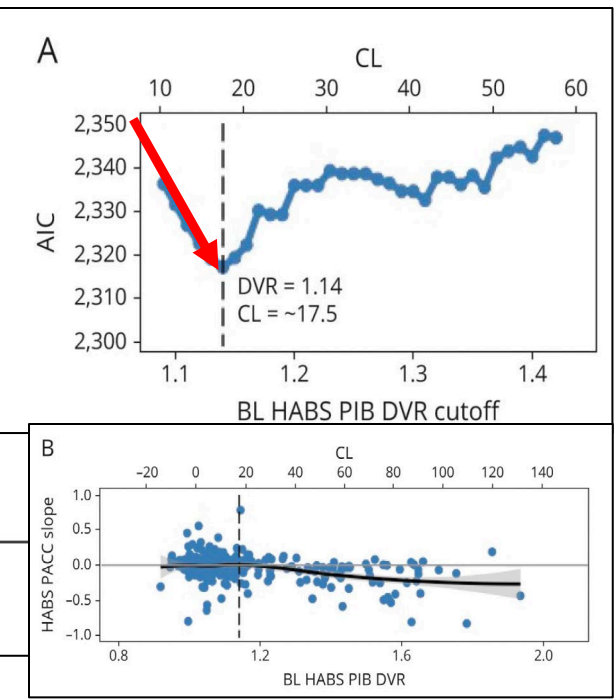 A
CL
10 20 30 40 50 60
2,350
2,340
2,330
2,320
2,310
2,300
AIC
DVR = 1.14
CL = ~17.5
1.1 1.2 1.3 1.4
BL HABS PIB DVR cutoff
B
CL
−20 0 20 40 60 80 100 120 140
1.0
0.5
0.0
−0.5
−1.0
HABS PACC slope
0.8 1.2 1.6 2.0
BL HABS PIB DVR